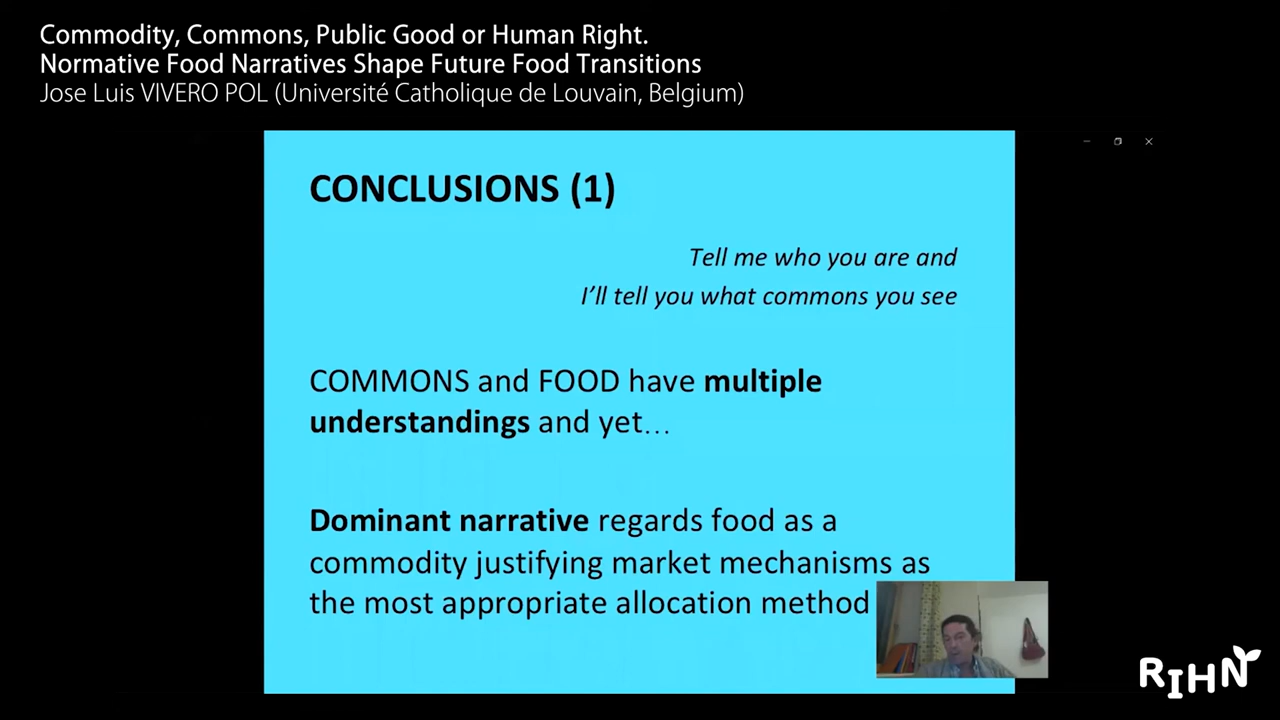 Commodity, Commons, Public Good or Human Right.
Normative Food Narratives Shape Future Food Transitions
Jose Luis VIVERO POL (Université Catholique de Louvain, Belgium)
CONCLUSIONS (1)
Tell me who you are and
I'll tell you what commons you see
COMMONS and FOOD have multiple
understandings and yet…
Dominant narrative regards food as a
commodity justifying market mechanisms as
the most appropriate allocation method
RIHN